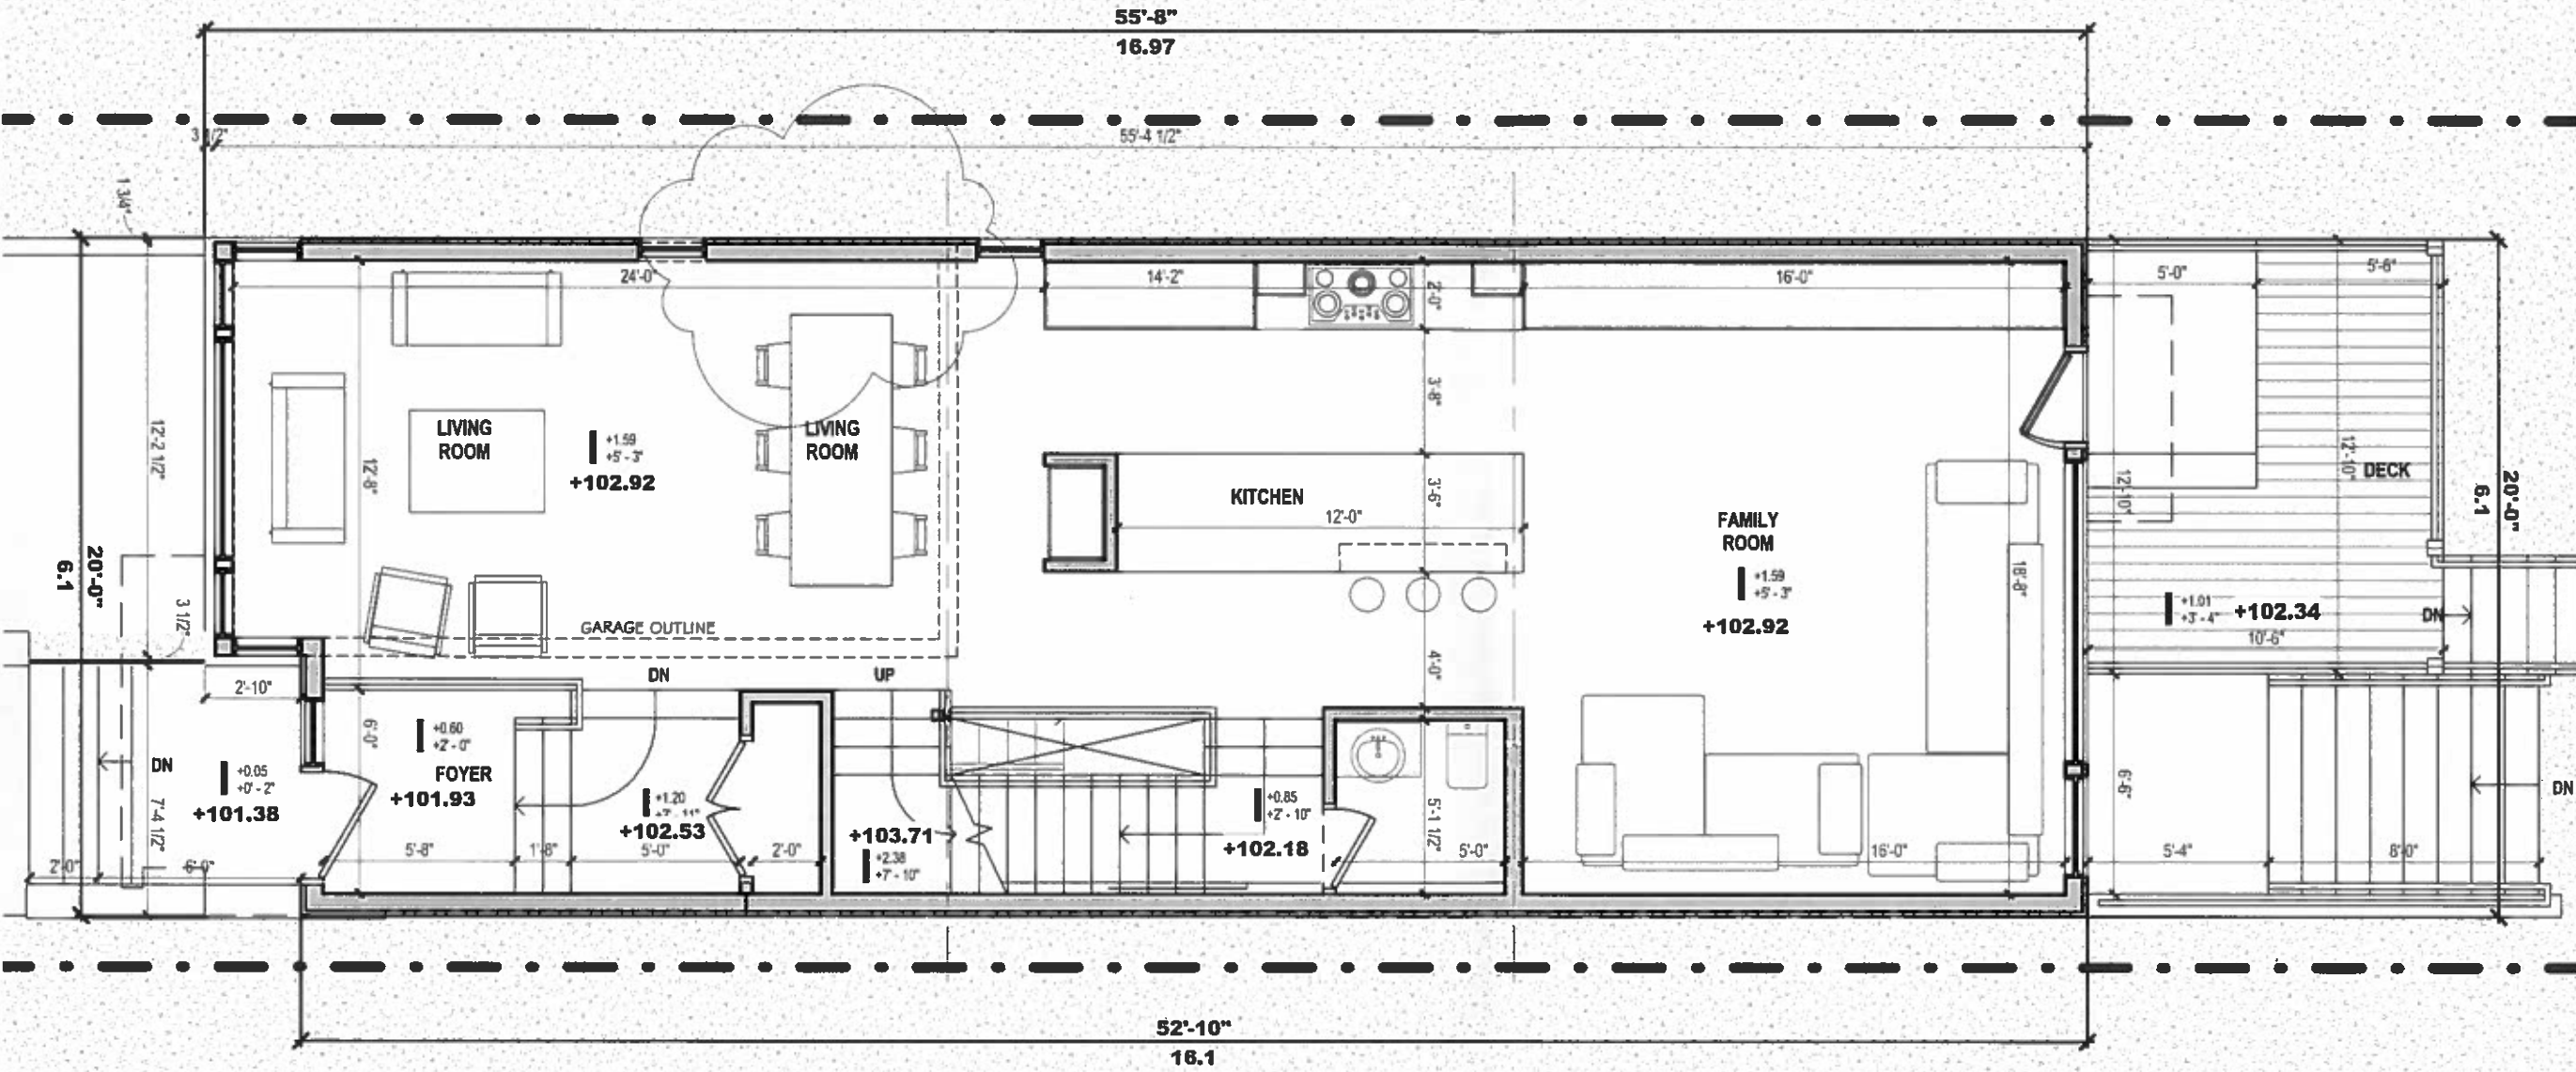 55'-8"
16.97
3 1/2"
55'-4 1/2"
1 3/4"
24'-0"
14'-2"
2'-0"
16'-0"
5'-0"
5'-6"
12'-2 1/2"
12'-8"
LIVING
ROOM
+1.59
+5' - 3"
+102.92
LIVING
ROOM
3'-8"
KITCHEN
3'-6"
12'-0"
FAMILY
ROOM
+1.59
+5' - 3"
+102.92
18'-8"
12'-10"
12'-10"
DECK
20'-0"
6.1
20'-0"
6.1
3 1/2"
GARAGE OUTLINE
+1.01
+3' - 4"
+102.34
DN
10'-6"
2'-10"
DN
UP
4'-0"
6'-0"
+0.60
+2' - 0"
FOYER
+101.93
DN
+0.05
+0' - 2"
+101.38
7'-4 1/2"
+1.20
+102.53
+103.71
+2.38
+7' - 10"
+0.85
+2' - 10"
+102.18
5'-1 1/2"
6'-6"
DN
2'-0"
6'-0"
5'-8"
1'-8"
5'-0"
2'-0"
5'-0"
16'-0"
5'-4"
8'-0"
52'-10"
16.1